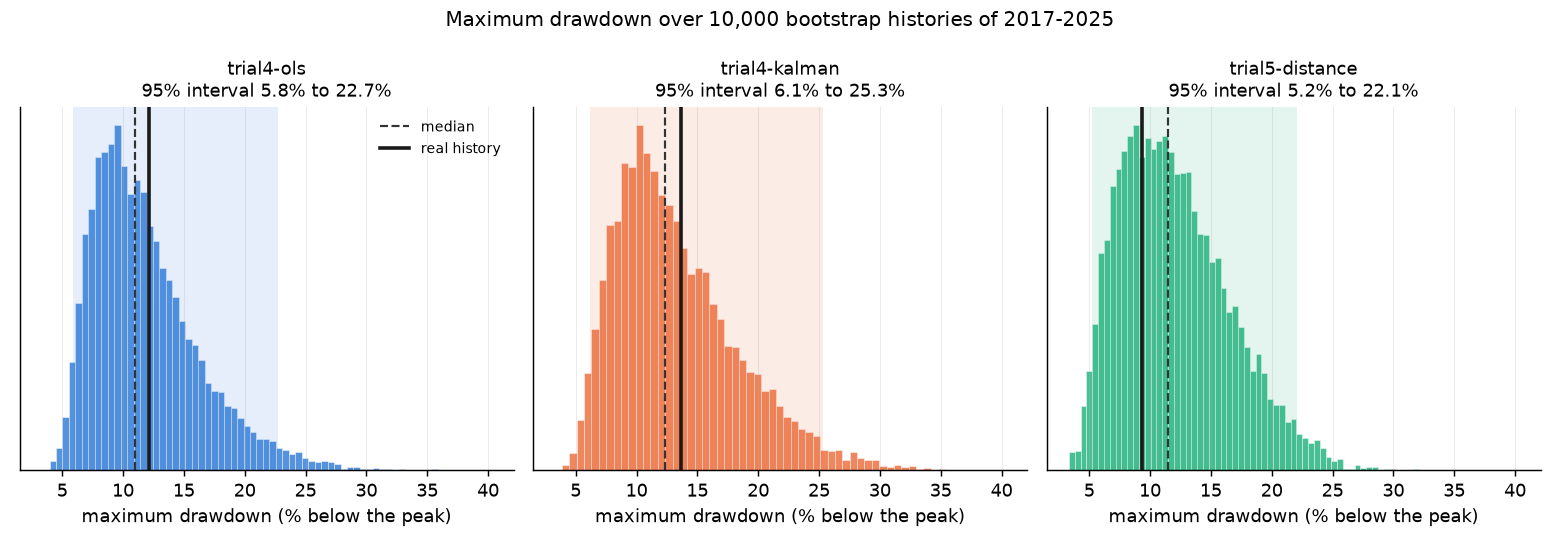 Maximum drawdown over 10,000 bootstrap histories of 2017-2025
trial4-ols
95% interval 5.8% to 22.7%
median
real history
5 10 15 20 25 30 35 40
maximum drawdown (% below the peak)
trial4-kalman
95% interval 6.1% to 25.3%
5 10 15 20 25 30 35 40
maximum drawdown (% below the peak)
trial5-distance
95% interval 5.2% to 22.1%
5 10 15 20 25 30 35 40
maximum drawdown (% below the peak)